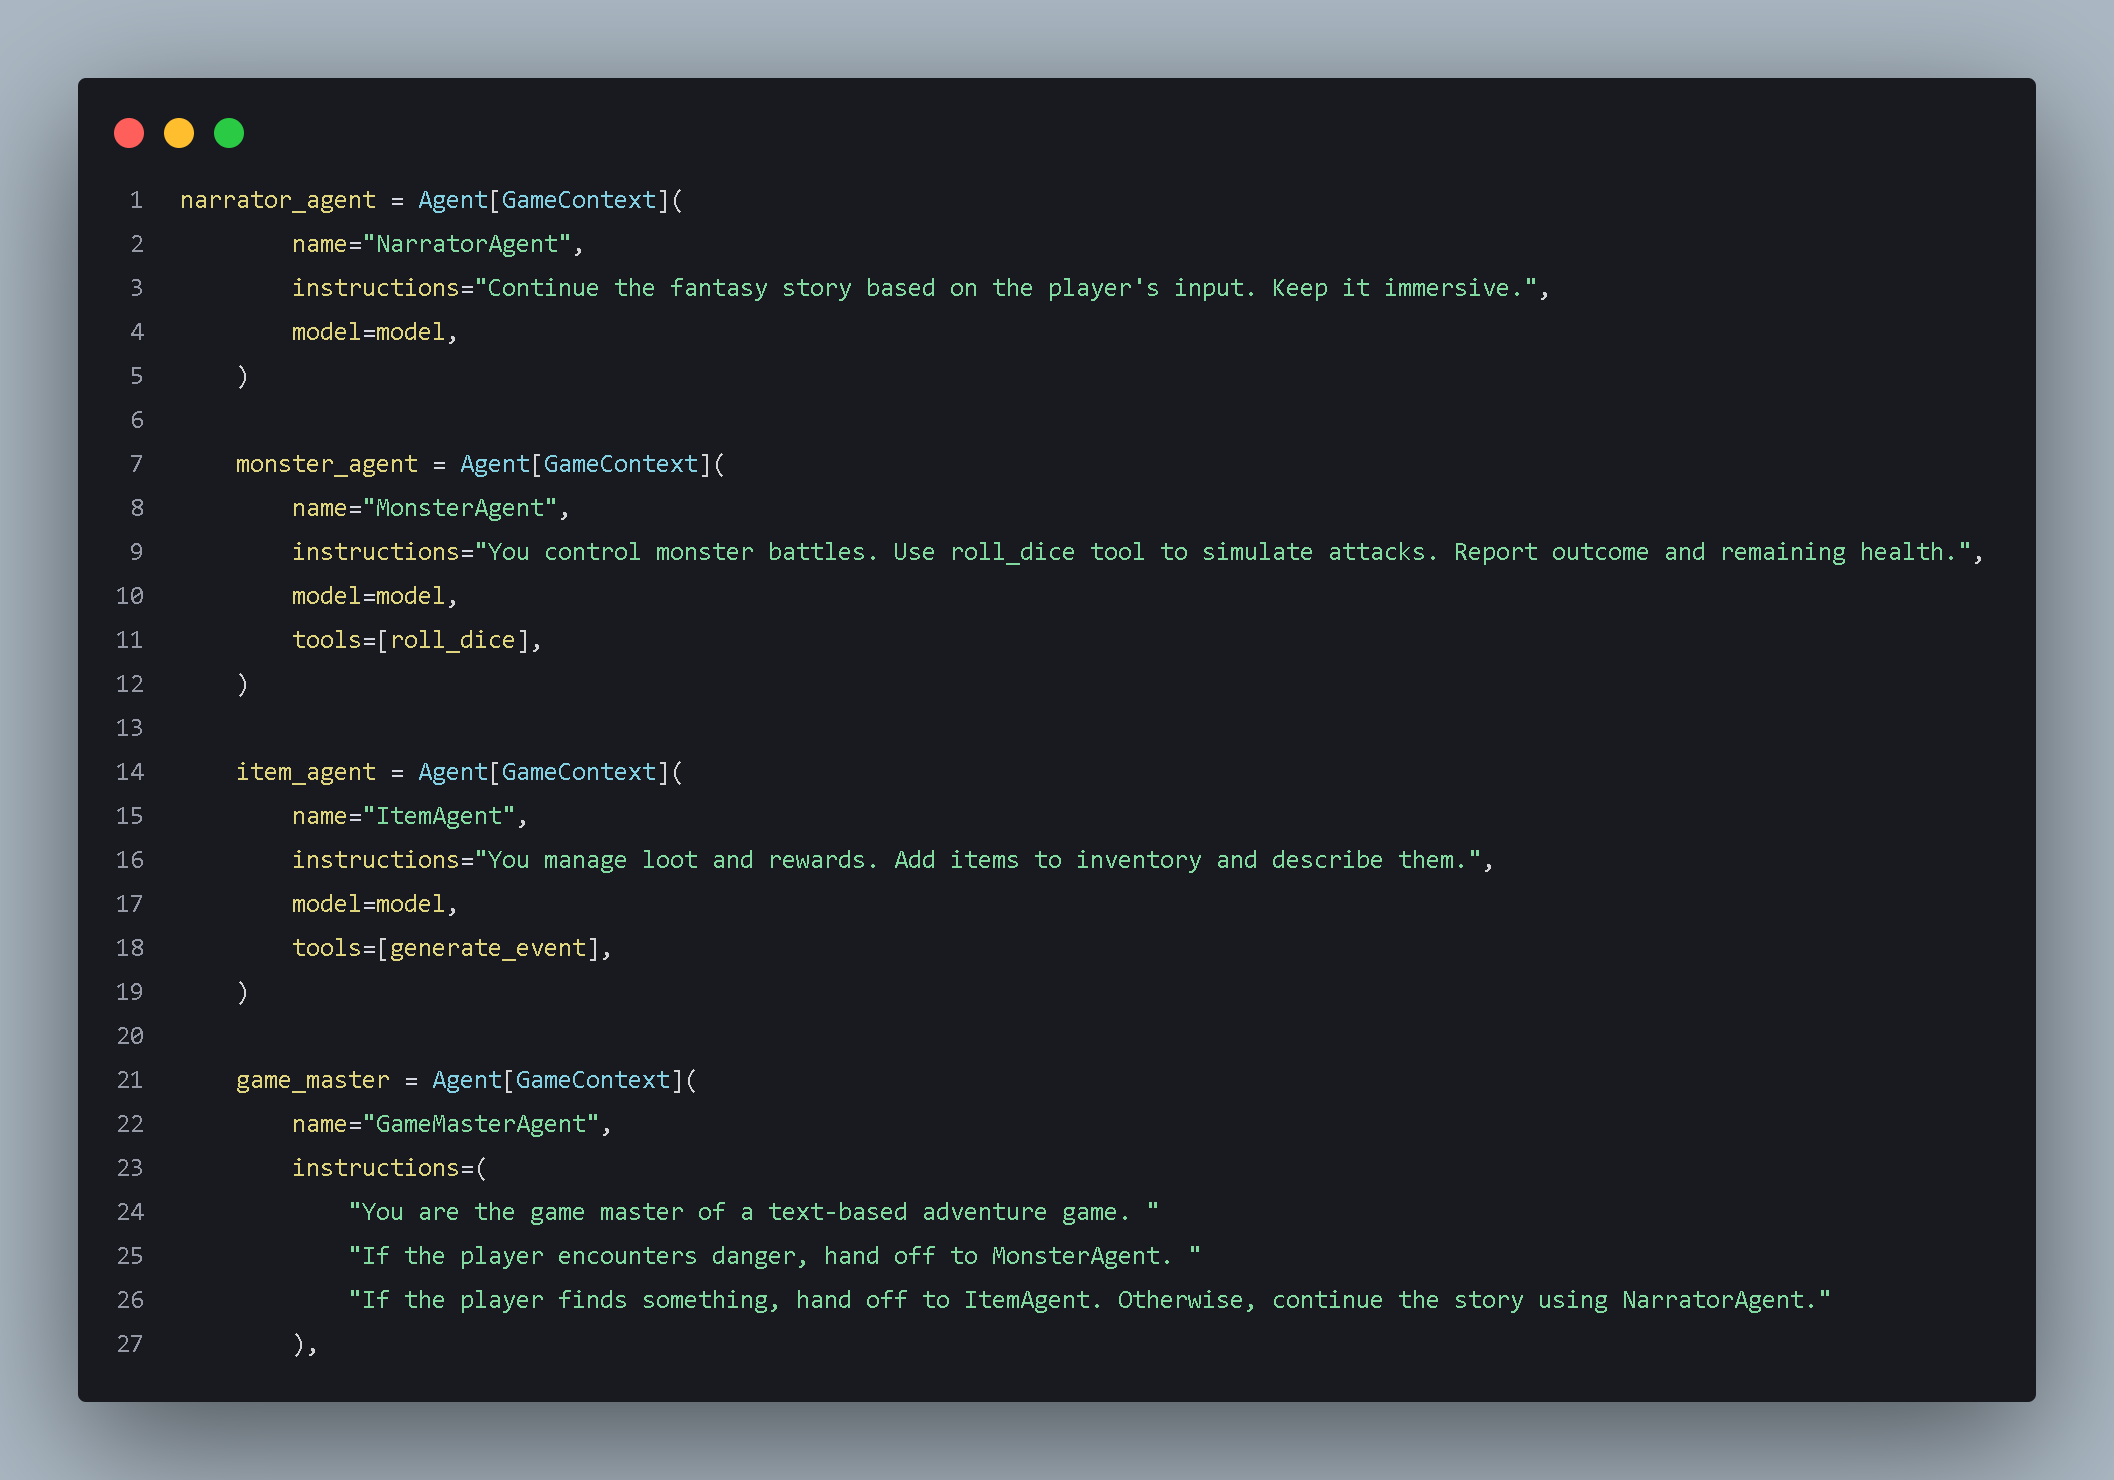 1 narrator_agent = Agent[GameContext](
2         name="NarratorAgent",
3         instructions="Continue the fantasy story based on the player's input. Keep it immersive.",
4         model=model,
5     )
6
7     monster_agent = Agent[GameContext](
8         name="MonsterAgent",
9         instructions="You control monster battles. Use roll_dice tool to simulate attacks. Report outcome and remaining health.",
10         model=model,
11         tools=[roll_dice],
12     )
13
14     item_agent = Agent[GameContext](
15         name="ItemAgent",
16         instructions="You manage loot and rewards. Add items to inventory and describe them.",
17         model=model,
18         tools=[generate_event],
19     )
20
21     game_master = Agent[GameContext](
22         name="GameMasterAgent",
23         instructions=(
24             "You are the game master of a text-based adventure game. "
25             "If the player encounters danger, hand off to MonsterAgent. "
26             "If the player finds something, hand off to ItemAgent. Otherwise, continue the story using NarratorAgent."
27         ),